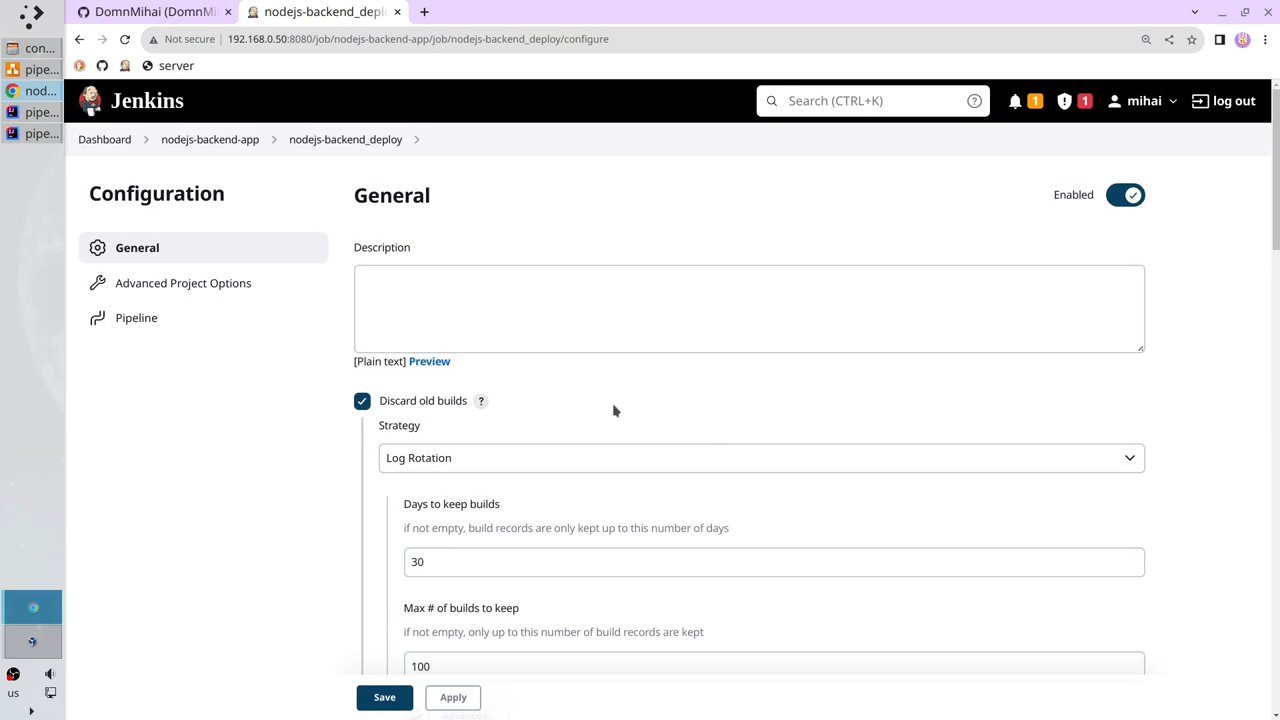 DomnMihai (DomnMi
nodejs-backend_depl
con...
pipe...
nod...
pipe...
pipe...
Not secure
192.168.0.50:8080/job/nodejs-backend-app/job/nodejs-backend_deploy/configure
server
Jenkins
Search (CTRL+K)
?
1
1
mihai
log out
Dashboard
nodejs-backend-app
nodejs-backend_deploy
Configuration
General
Advanced Project Options
Pipeline
General
Enabled
Description
[Plain text] Preview
Discard old builds ?
Strategy
Log Rotation
Days to keep builds
if not empty, build records are only kept up to this number of days
30
Max # of builds to keep
if not empty, only up to this number of build records are kept
100
Save
Apply
Advanced...
us